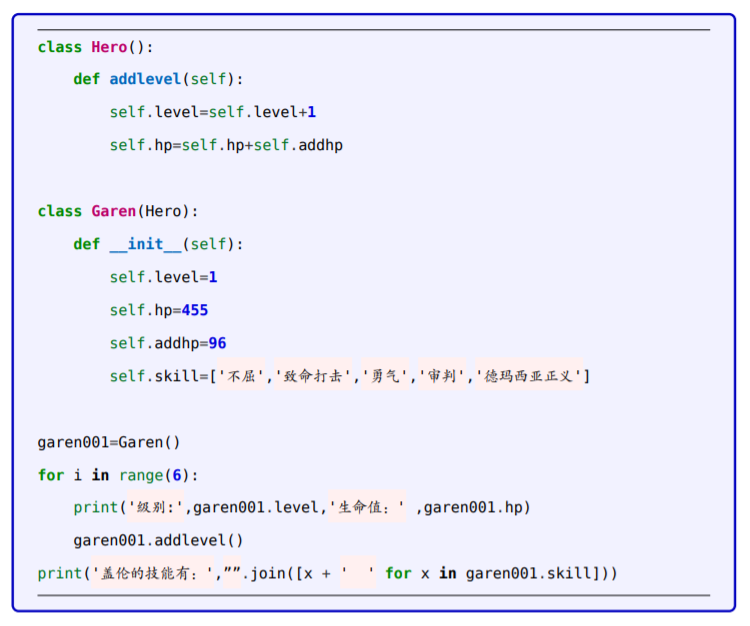 class Hero():
    def addlevel(self):
        self.level=self.level+1
        self.hp=self.hp+self.addhp

class Garen(Hero):
    def __init__(self):
        self.level=1
        self.hp=455
        self.addhp=96
        self.skill=['不屈','致命打击','勇气','审判','德玛西亚正义']

garen001=Garen()
for i in range(6):
    print('级别:',garen001.level,'生命值：' ,garen001.hp)
    garen001.addlevel()
print('盖伦的技能有：',””.join([x + '  ' for x in garen001.skill]))